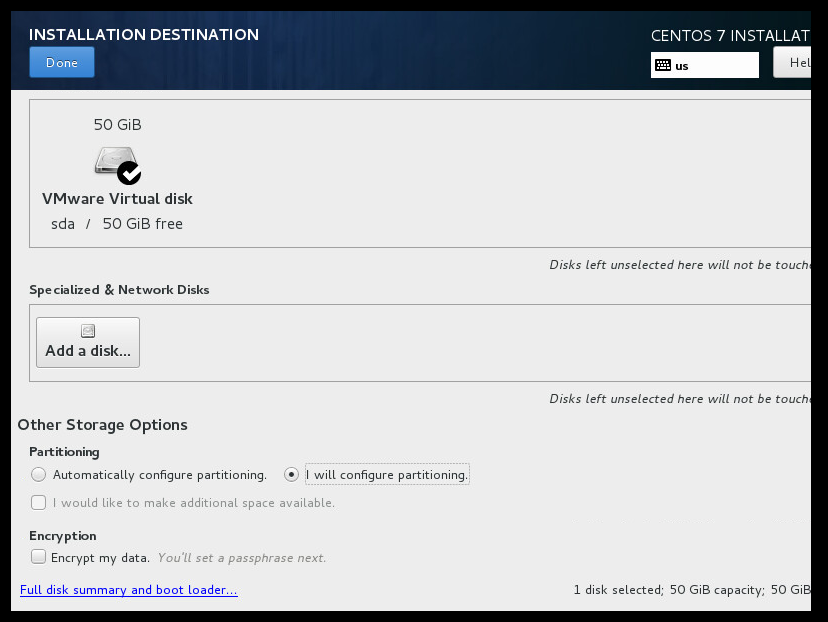 INSTALLATION DESTINATION
CENTOS 7 INSTALLAT
Done
us
Hel
50 GiB
VMware Virtual disk
sda / 50 GiB free
Disks left unselected here will not be touche
Specialized & Network Disks
Add a disk...
Disks left unselected here will not be touche
Other Storage Options
Partitioning
Automatically configure partitioning. I will configure partitioning.
I would like to make additional space available.
Encryption
Encrypt my data. You'll set a passphrase next.
Full disk summary and boot loader... 1 disk selected; 50 GiB capacity; 50 GiB